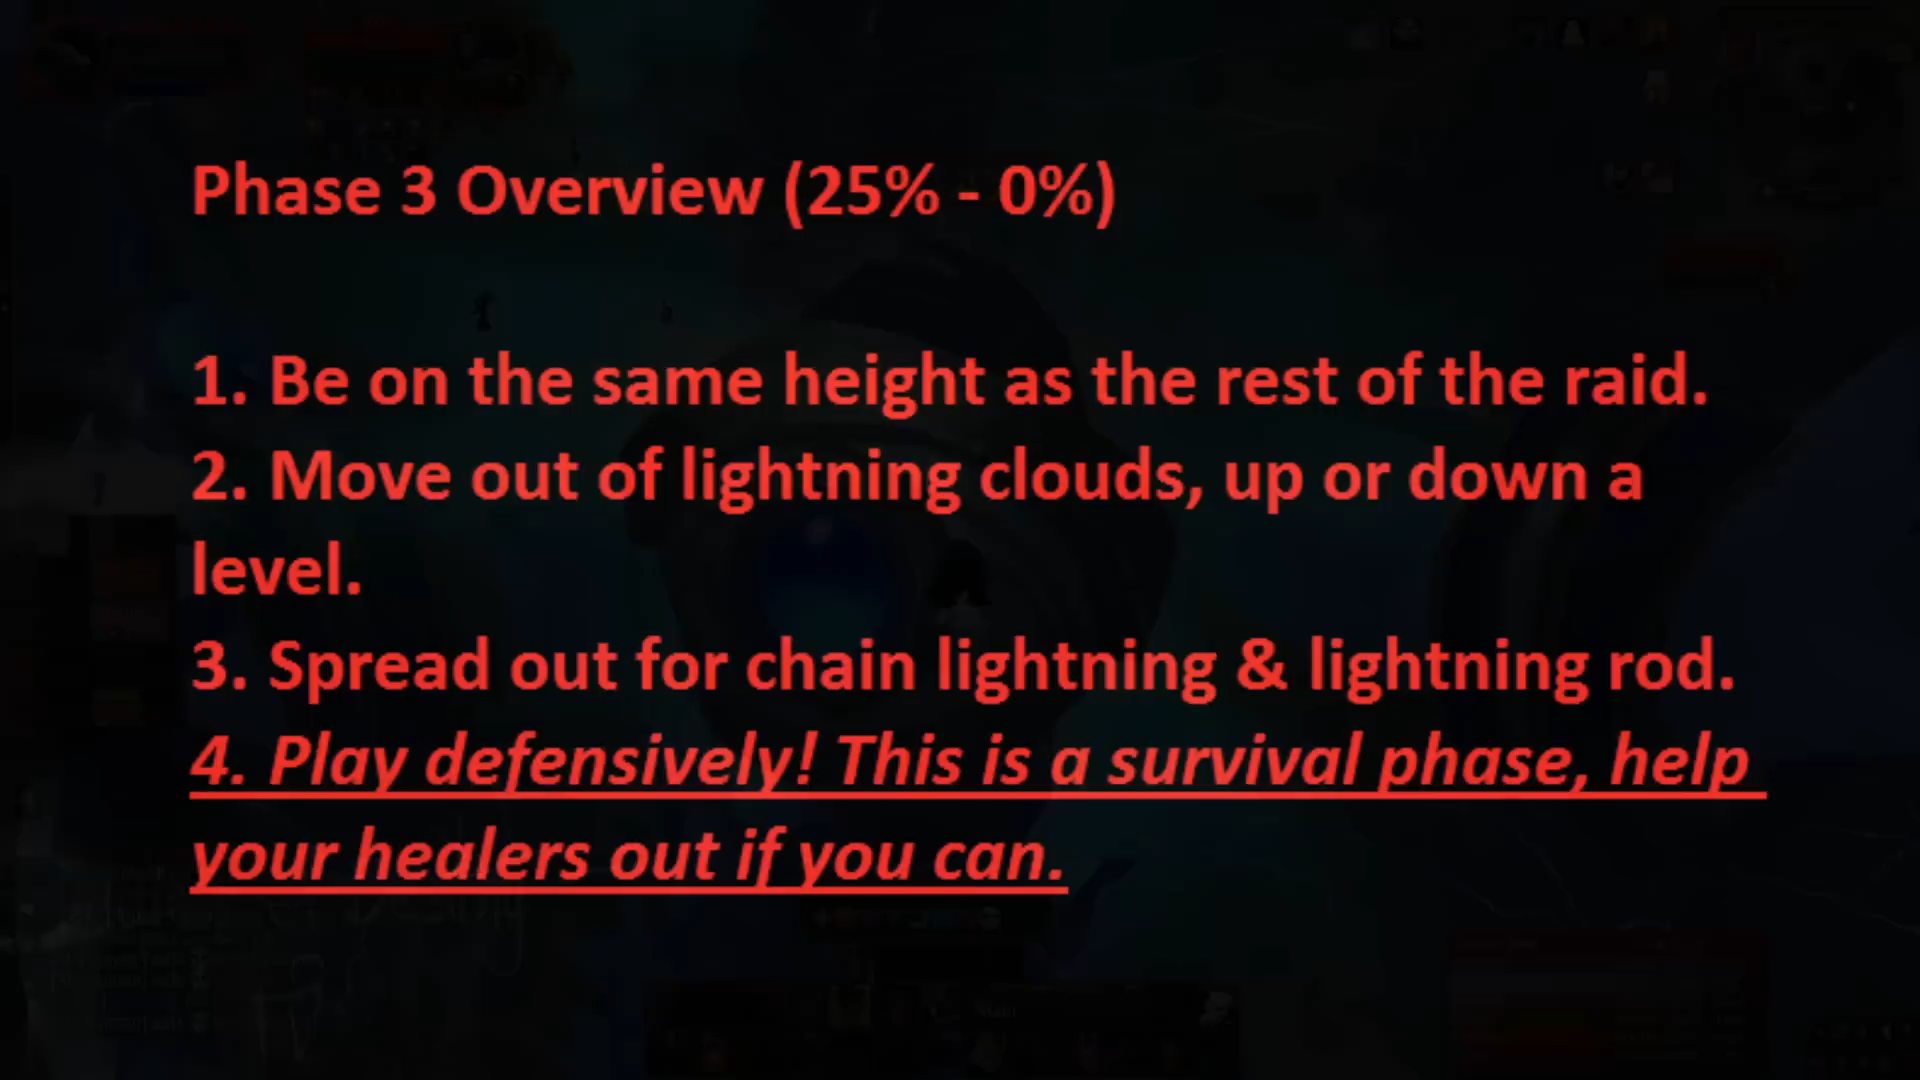 Phase 3 Overview (25% - 0%)
1. Be on the same height as the rest of the raid.
2. Move out of lightning clouds, up or down a
level.
3. Spread out for chain lightning & lightning rod.
4. Play defensively! This is a survival phase, help
your healers out if you can.